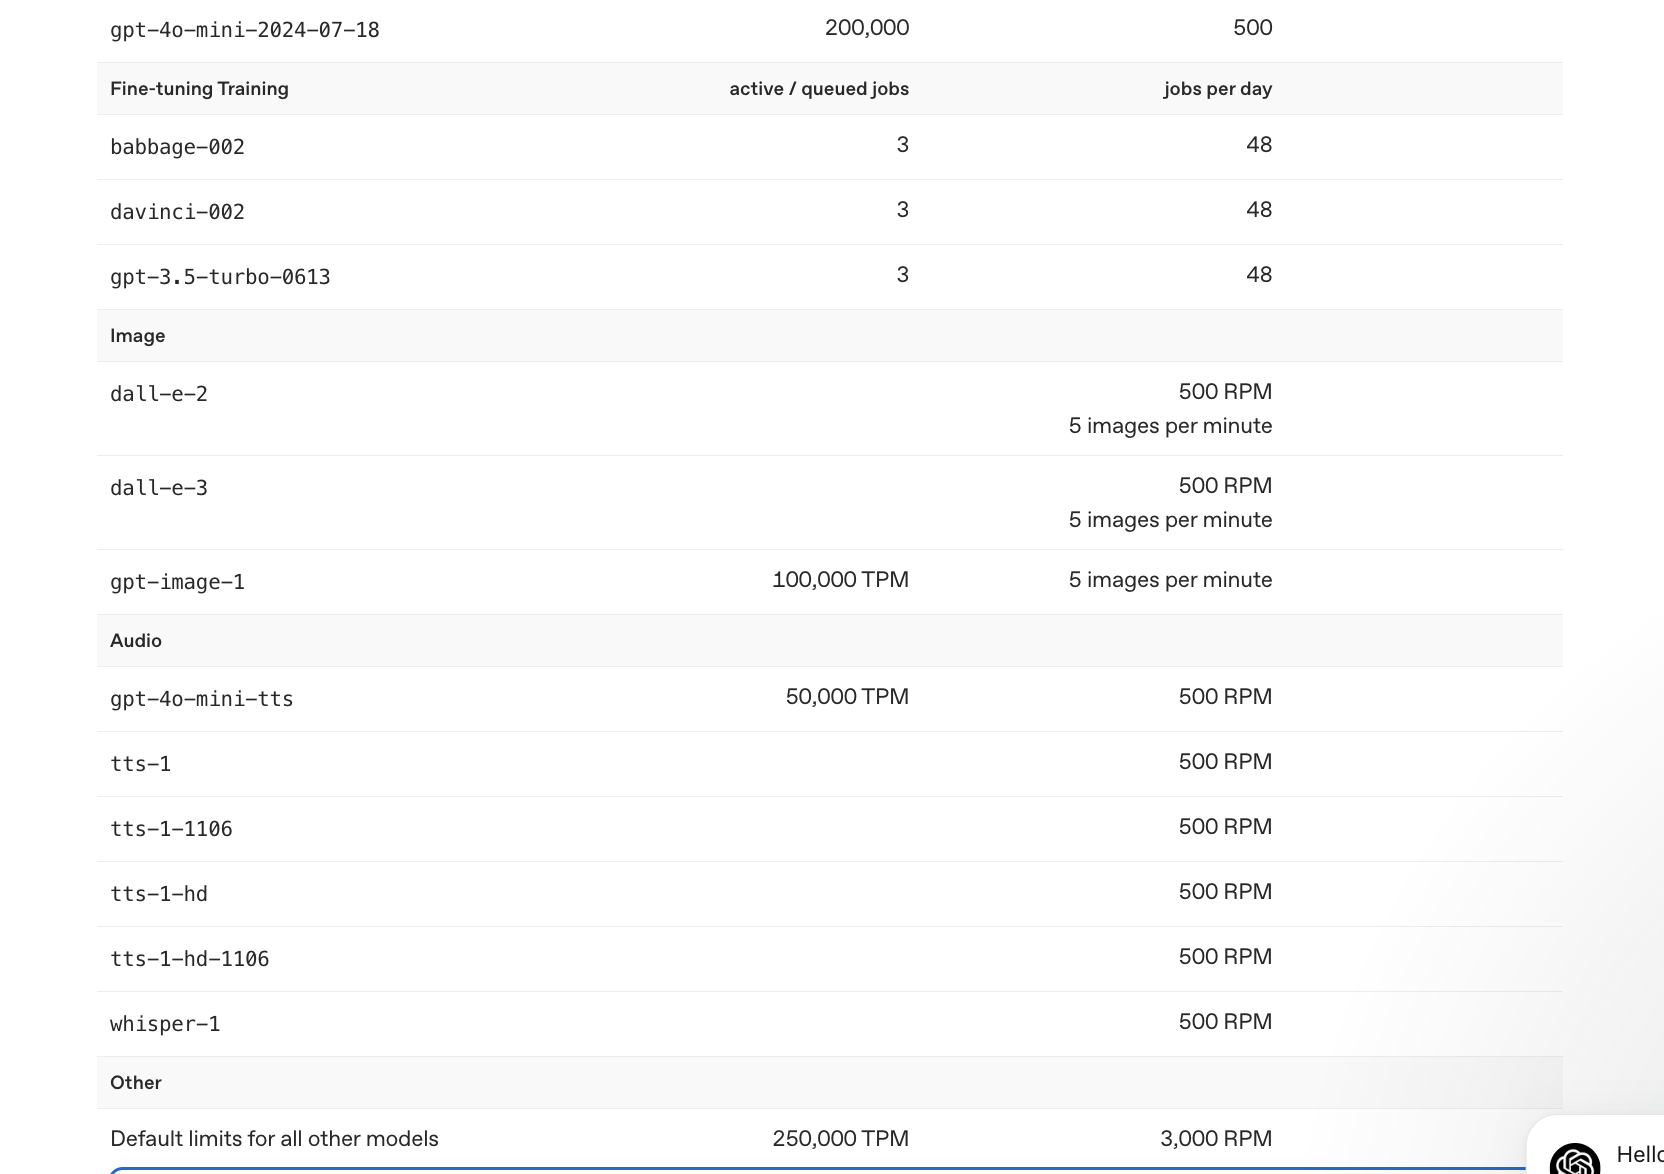 gpt-4o-mini-2024-07-18 200,000 500
Fine-tuning Training active / queued jobs jobs per day
babbage-002 3 48
davinci-002 3 48
gpt-3.5-turbo-0613 3 48
Image
dall-e-2 500 RPM
5 images per minute
dall-e-3 500 RPM
5 images per minute
gpt-image-1 100,000 TPM 5 images per minute
Audio
gpt-4o-mini-tts 50,000 TPM 500 RPM
tts-1 500 RPM
tts-1-1106 500 RPM
tts-1-hd 500 RPM
tts-1-hd-1106 500 RPM
whisper-1 500 RPM
Other
Default limits for all other models 250,000 TPM 3,000 RPM